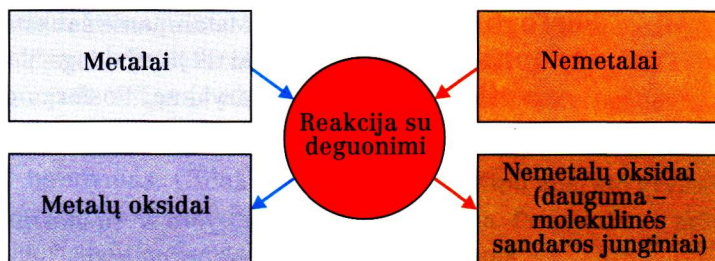 Metalai
Nemetalai
Reakcija su
deguonimi
Metalų oksidai
Nemetalų oksidai
(dauguma –
molekulinės
sandaros junginiai)